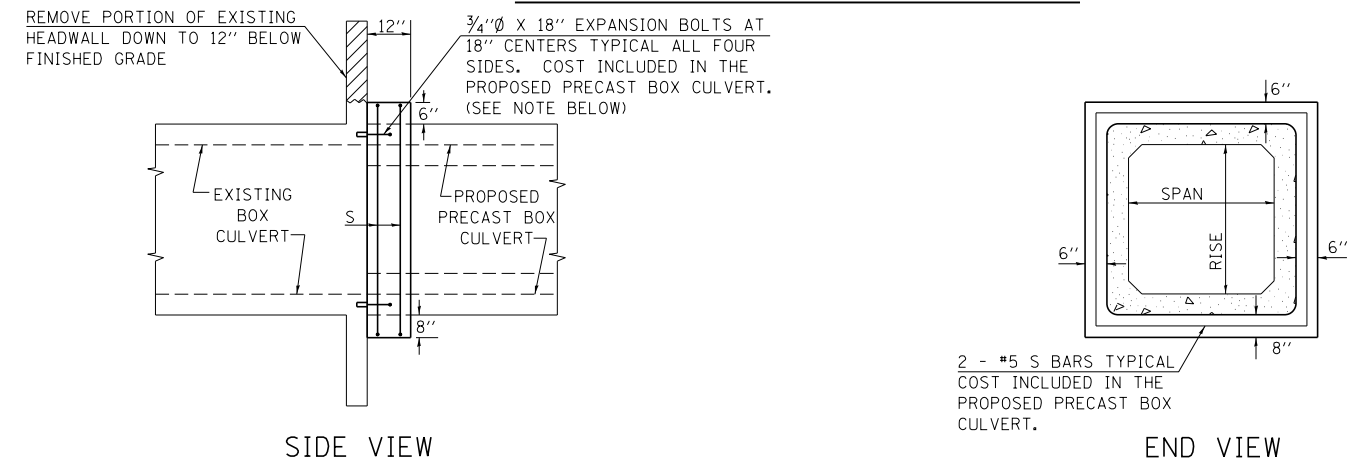 REMOVE PORTION OF EXISTING
HEADWALL DOWN TO 12'' BELOW
FINISHED GRADE
12''
3/4''Ø X 18'' EXPANSION BOLTS AT
18'' CENTERS TYPICAL ALL FOUR
SIDES. COST INCLUDED IN THE
PROPOSED PRECAST BOX CULVERT.
(SEE NOTE BELOW)
6''
EXISTING
BOX
CULVERT
S
PROPOSED
PRECAST BOX
CULVERT
8''
SIDE VIEW
6''
SPAN
RISE
6''
6''
8''
2 - #5 S BARS TYPICAL
COST INCLUDED IN THE
PROPOSED PRECAST BOX
CULVERT.
END VIEW